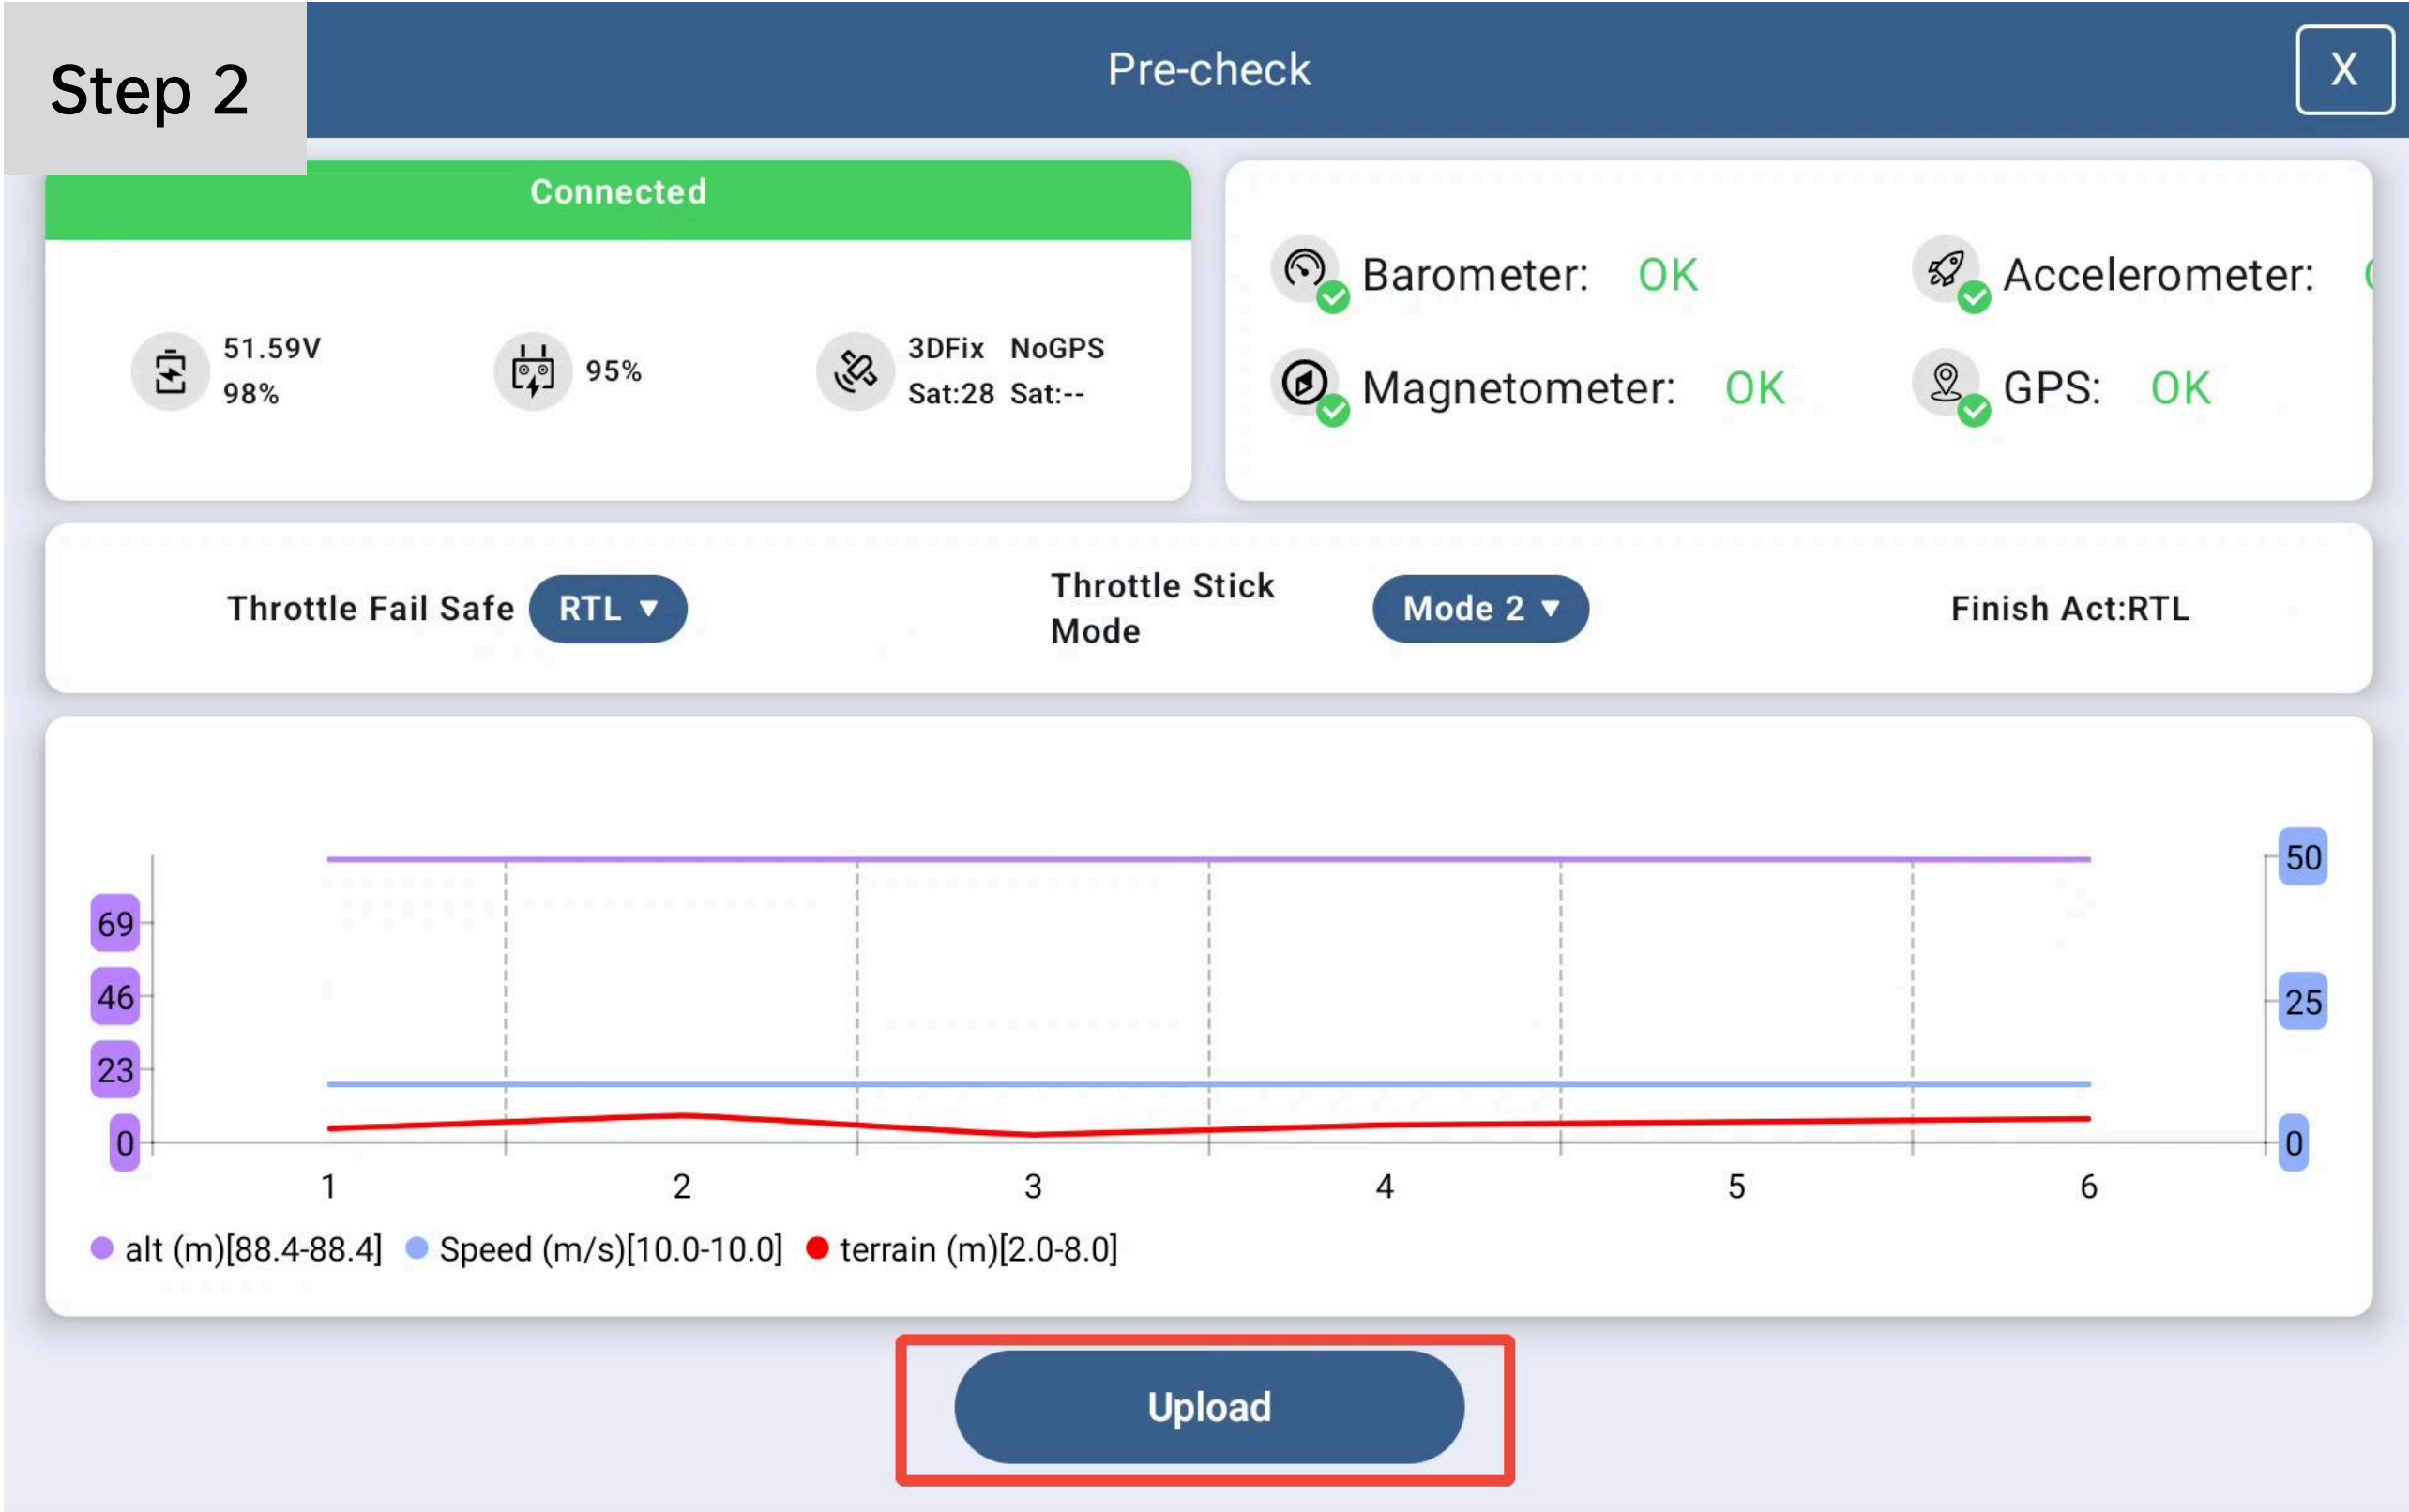 Step 2
Pre-check
X
Connected
51.59V
98%
95%
3DFix NoGPS
Sat:28 Sat:--
Barometer: OK
Accelerometer:
Magnetometer: OK
GPS: OK
Throttle Fail Safe RTL ▼
Throttle Stick
Mode
Mode 2 ▼
Finish Act:RTL
69
46
23
0
50
25
0
1 2 3 4 5 6
alt (m)[88.4-88.4] Speed (m/s)[10.0-10.0] terrain (m)[2.0-8.0]
Upload